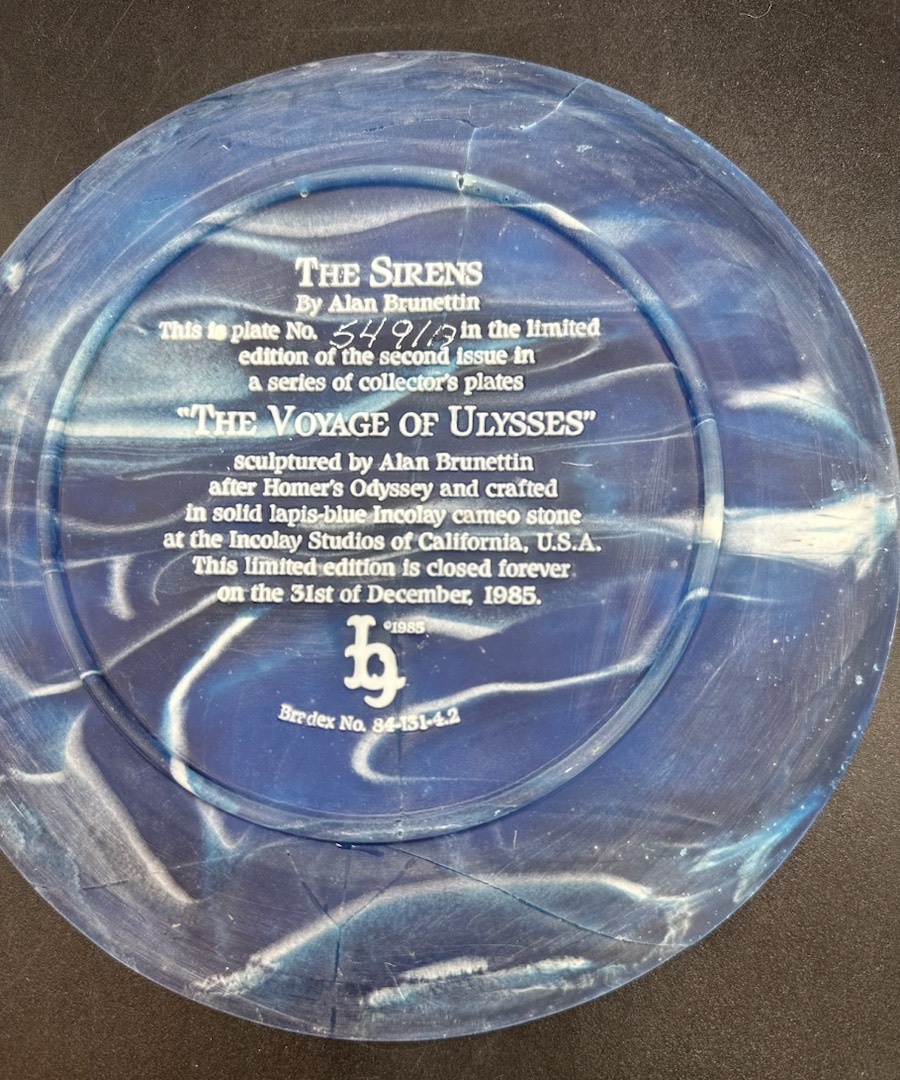 THE SIRENS
By Alan Brunettin
This is plate No. in the limited
edition of the second issue in
a series of collector's plates
"THE VOYAGE OF ULYSSES"
sculptured by Alan Brunettin
after Homer's Odyssey and crafted
in solid lapis-blue Incolay cameo stone
at the Incolay Studios of California, U.S.A.
This limited edition is closed forever
on the 31st of December, 1985.
©1985
Bradex No. 84-131-4.2